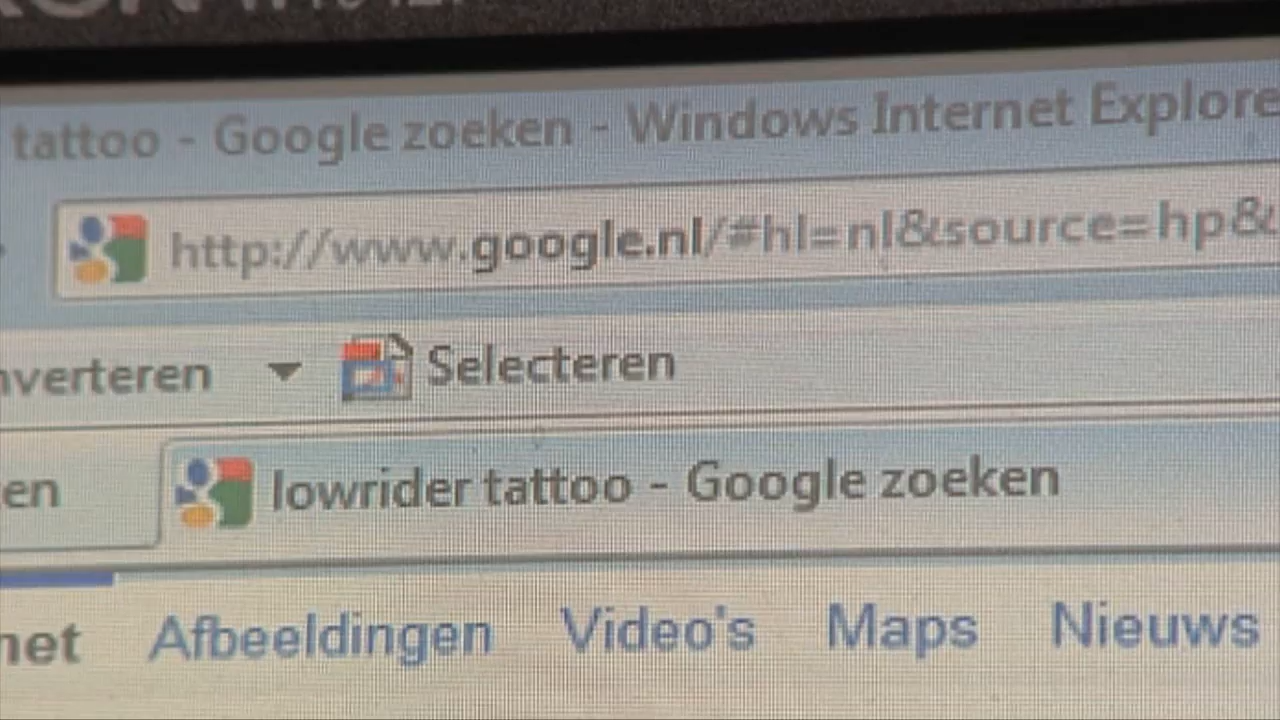 tattoo - Google zoeken - Windows Internet Explore
http://www.google.nl/#hl=nl&source=hp&
nverteren Selecteren
en lowrider tattoo - Google zoeken
net Afbeeldingen Video's Maps Nieuws